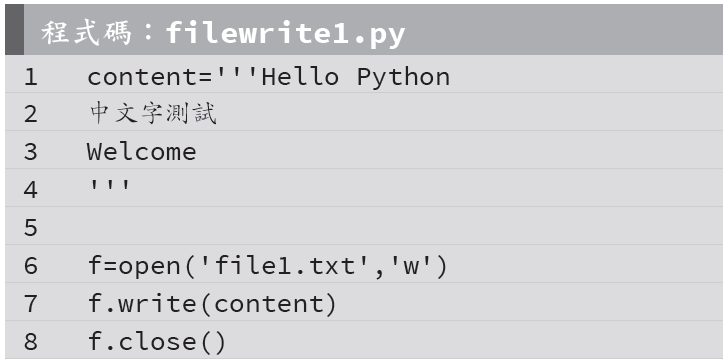 程式碼：filewrite1.py
1 content='''Hello Python
2 中文字測試
3 Welcome
4 '''
5
6 f=open('file1.txt','w')
7 f.write(content)
8 f.close()